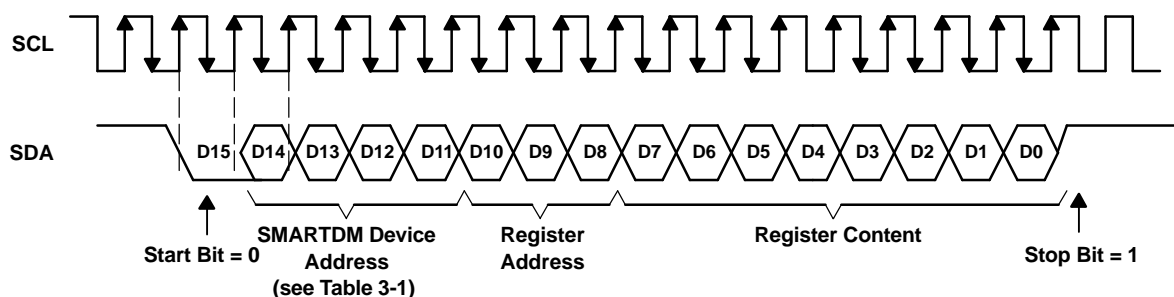 SCL
SDA
D15 D14 D13 D12 D11 D10 D9 D8 D7 D6 D5 D4 D3 D2 D1 D0
Start Bit = 0
SMARTDM Device
Address
(see Table 3-1)
Register
Address
Register Content
Stop Bit = 1